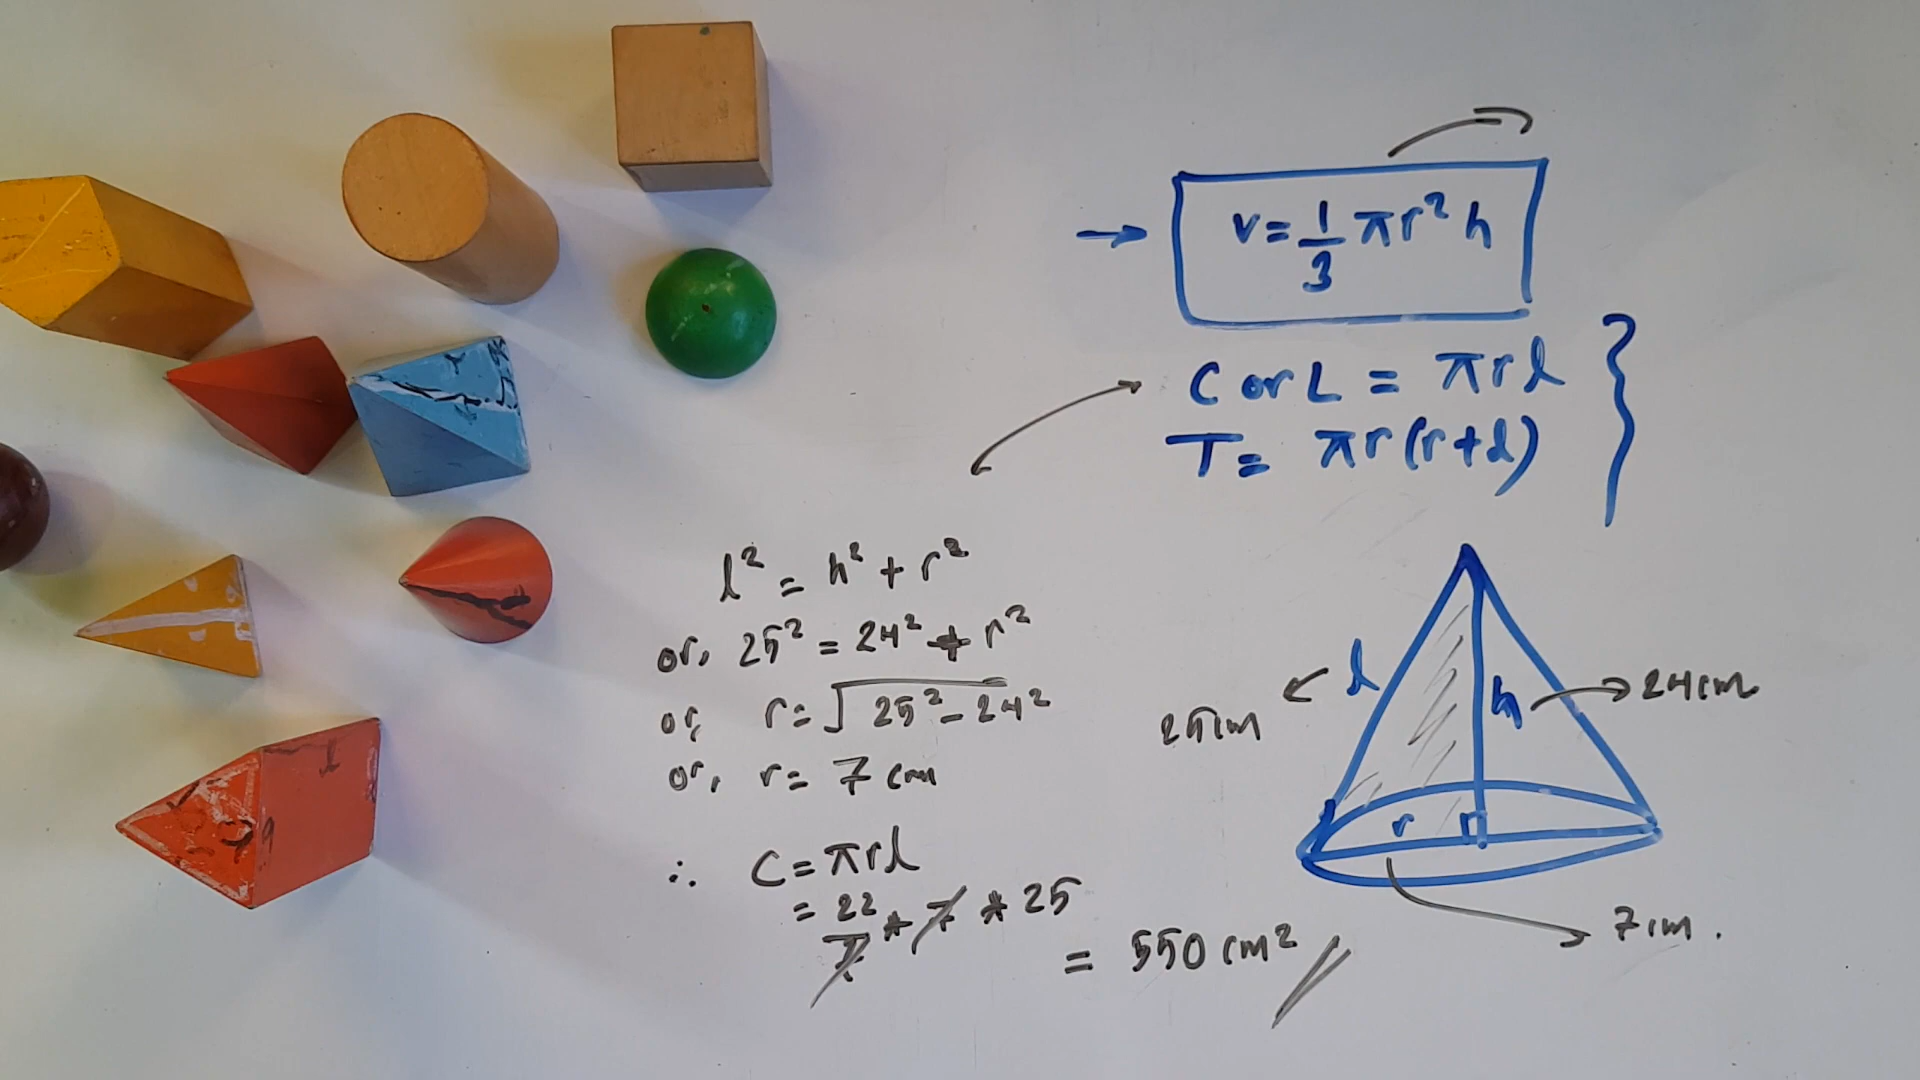 V = 1/3 πr²h
C or L = πrl
T = πr(r+l)
l² = h² + r²
or, 25² = 24² + r²
or, r = √25² - 24²
or, r = 7 cm
∴ C = πrl
= 22/7 * 7 * 25
= 550 cm²
l
25cm
h
24cm
r
7cm.